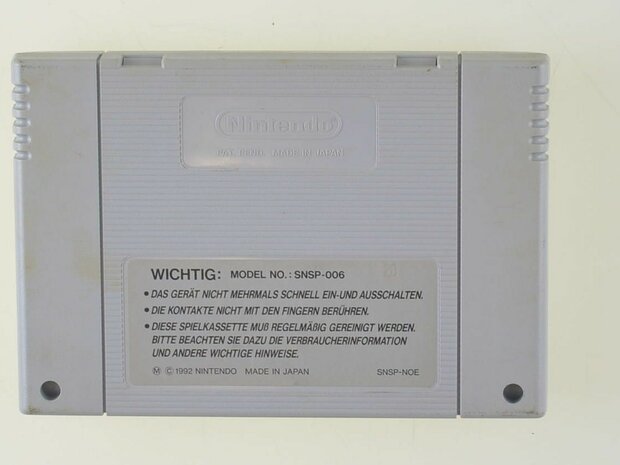 Nintendo®
PAT. PEND. MADE IN JAPAN
WICHTIG: MODEL NO.: SNSP-006
• DAS GERÄT NICHT MEHRMALS SCHNELL EIN-UND AUSSCHALTEN.
• DIE KONTAKTE NICHT MIT DEN FINGERN BERÜHREN.
• DIESE SPIELKASSETTE MUß REGELMÄßIG GEREINIGT WERDEN.
BITTE BEACHTEN SIE DAZU DIE VERBRAUCHERINFORMATION
UND ANDERE WICHTIGE HINWEISE.
Ⓜ © 1992 NINTENDO MADE IN JAPAN SNSP-NOE